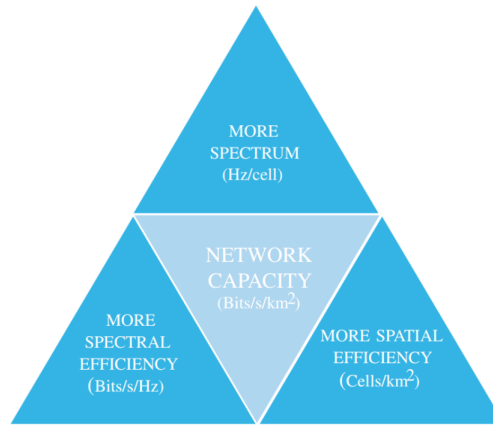 MORE
SPECTRUM
(Hz/cell)
NETWORK
CAPACITY
(Bits/s/km²)
MORE
SPECTRAL
EFFICIENCY
(Bits/s/Hz)
MORE SPATIAL
EFFICIENCY
(Cells/km²)